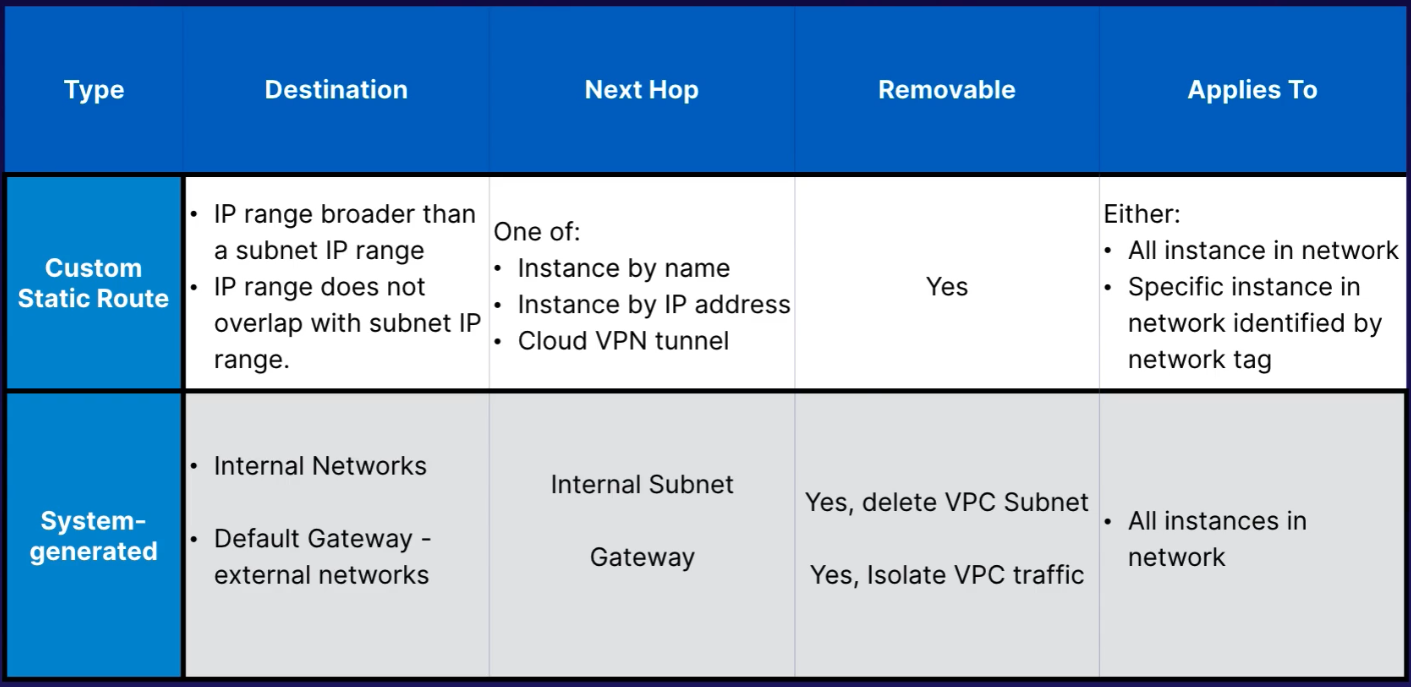 Type
Destination
Next Hop
Removable
Applies To
Custom
Static Route
• IP range broader than
a subnet IP range
• IP range does not
overlap with subnet IP
range.
One of:
• Instance by name
• Instance by IP address
• Cloud VPN tunnel
Yes
Either:
• All instance in network
• Specific instance in
network identified by
network tag
System-
generated
• Internal Networks
• Default Gateway -
external networks
Internal Subnet
Gateway
Yes, delete VPC Subnet
Yes, Isolate VPC traffic
• All instances in
network